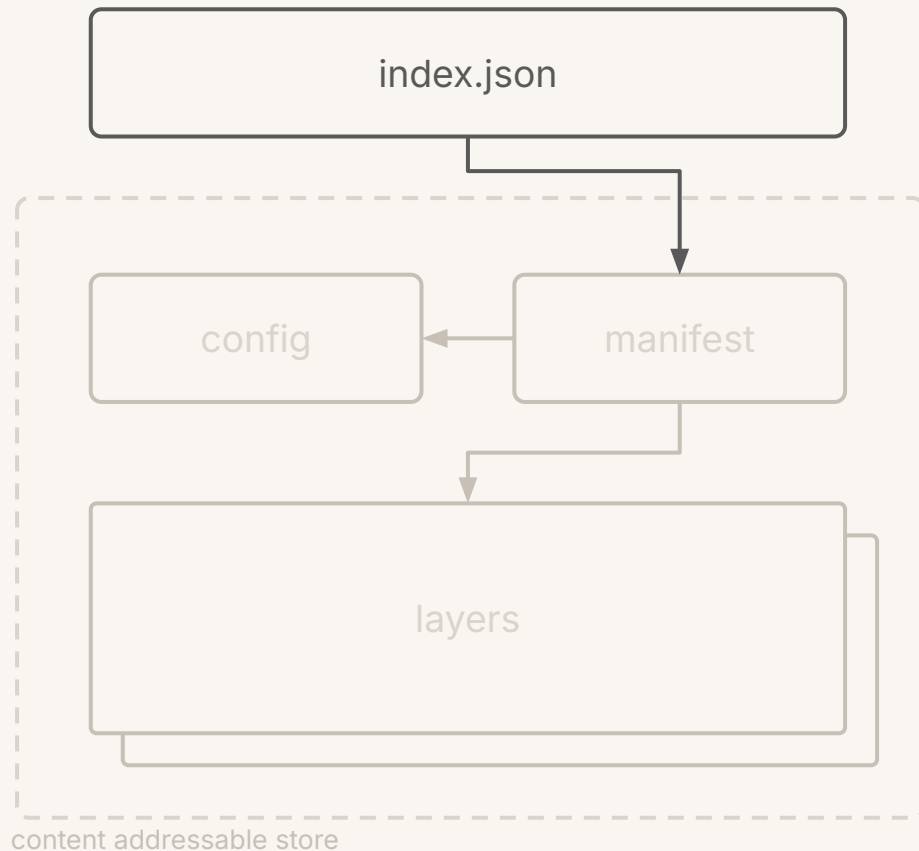 index.json
config
manifest
layers
content addressable store